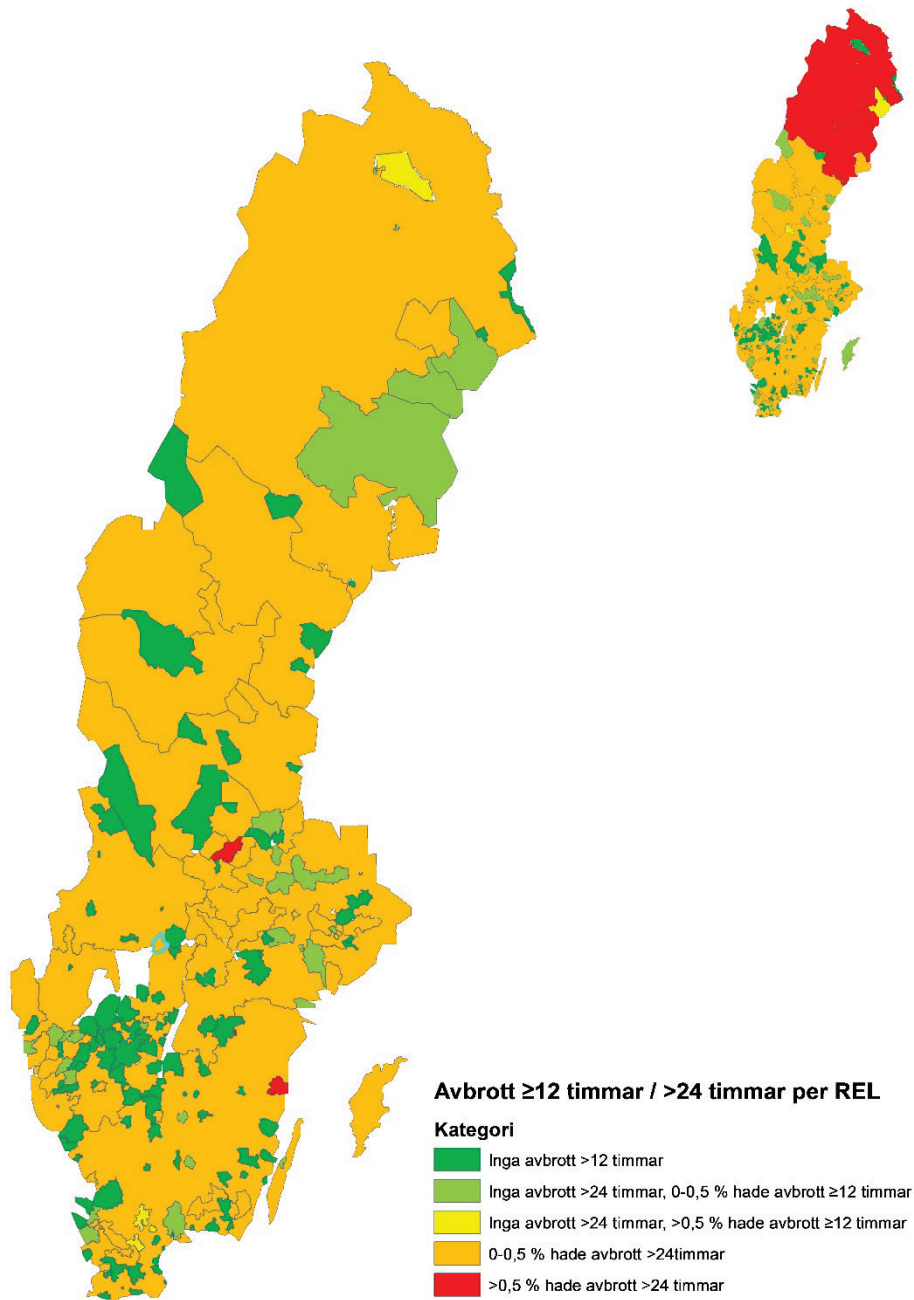 Avbrott ≥12 timmar / >24 timmar per REL
Kategori
Inga avbrott >12 timmar
Inga avbrott >24 timmar, 0-0,5 % hade avbrott ≥12 timmar
Inga avbrott >24 timmar, >0,5 % hade avbrott ≥12 timmar
0-0,5 % hade avbrott >24timmar
>0,5 % hade avbrott >24 timmar